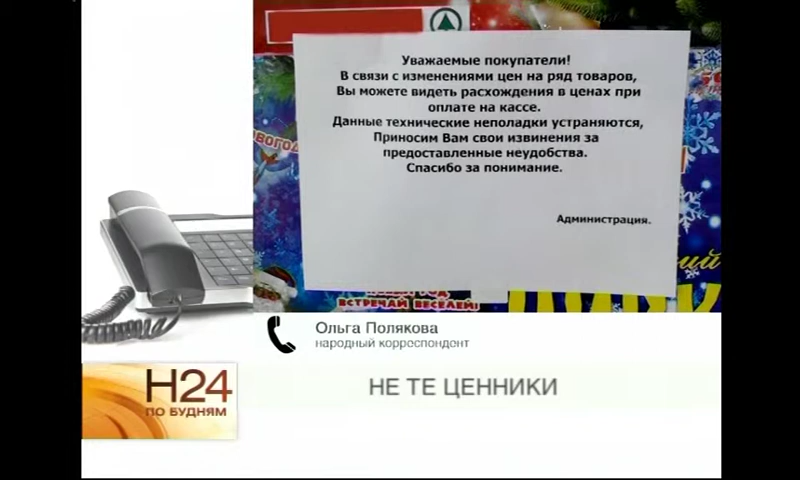 Уважаемые покупатели!
В связи с изменениями цен на ряд товаров,
Вы можете видеть расхождения в ценах при
оплате на кассе.
Данные технические неполадки устраняются,
Приносим Вам свои извинения за
предоставленные неудобства.
Спасибо за понимание.
Администрация.
ВСТРЕЧАЙ ВЕСЕЛЕЙ!
Ольга Полякова
народный корреспондент
Н24
ПО БУДНЯМ
НЕ ТЕ ЦЕННИКИ